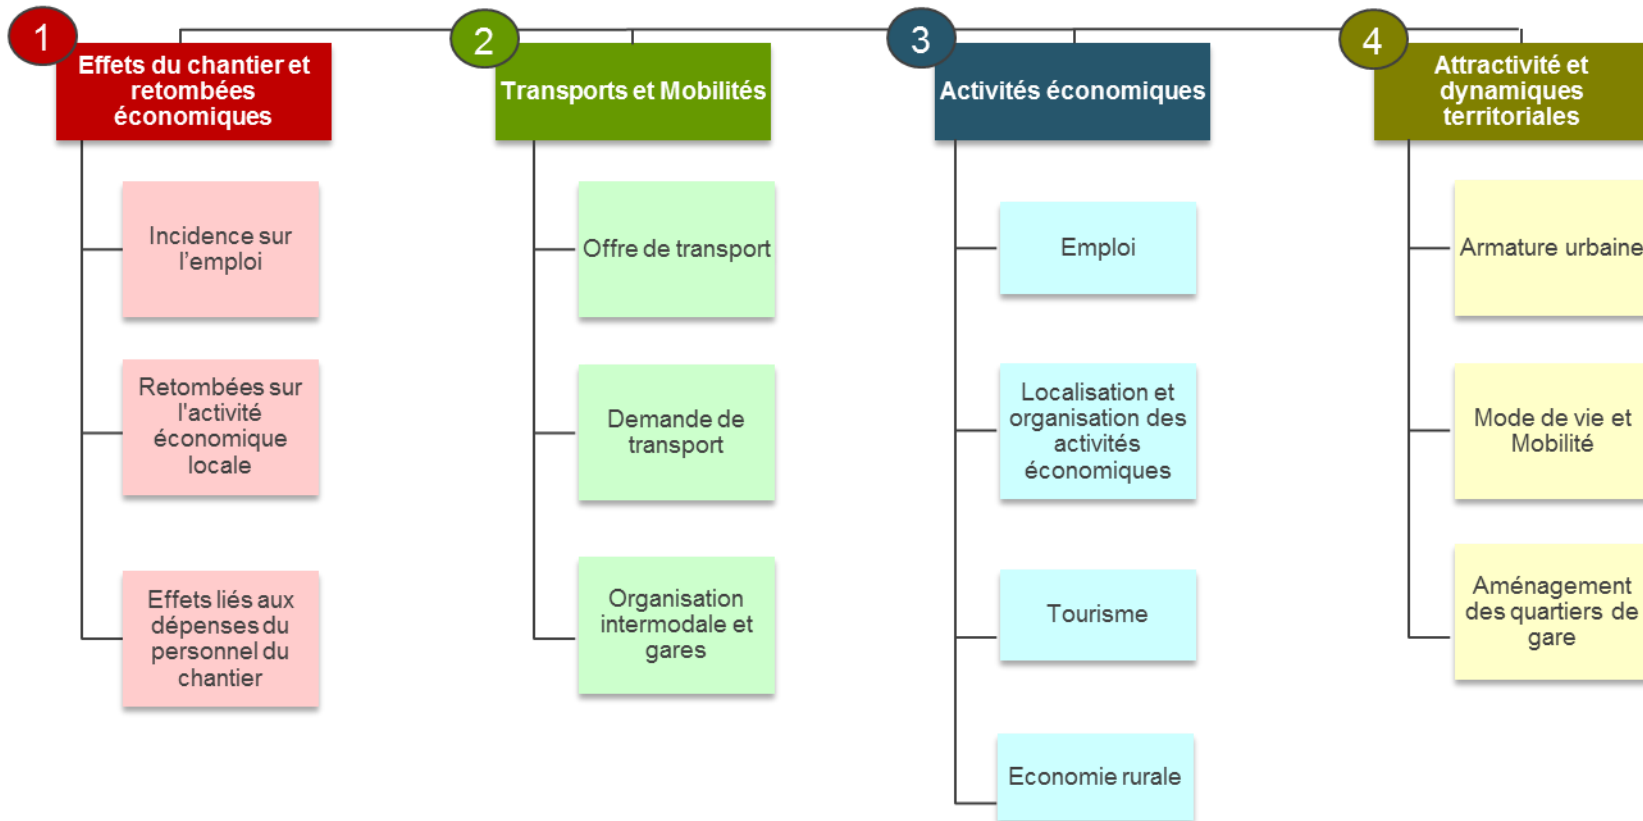 1
Effets du chantier et
retombées
économiques
Incidence sur
l’emploi
Retombées sur
l'activité
économique
locale
Effets liés aux
dépenses du
personnel du
chantier
2
Transports et Mobilités
Offre de transport
Demande de
transport
Organisation
intermodale et
gares
3
Activités économiques
Emploi
Localisation et
organisation des
activités
économiques
Tourisme
Economie rurale
4
Attractivité et
dynamiques
territoriales
Armature urbaine
Mode de vie et
Mobilité
Aménagement
des quartiers de
gare